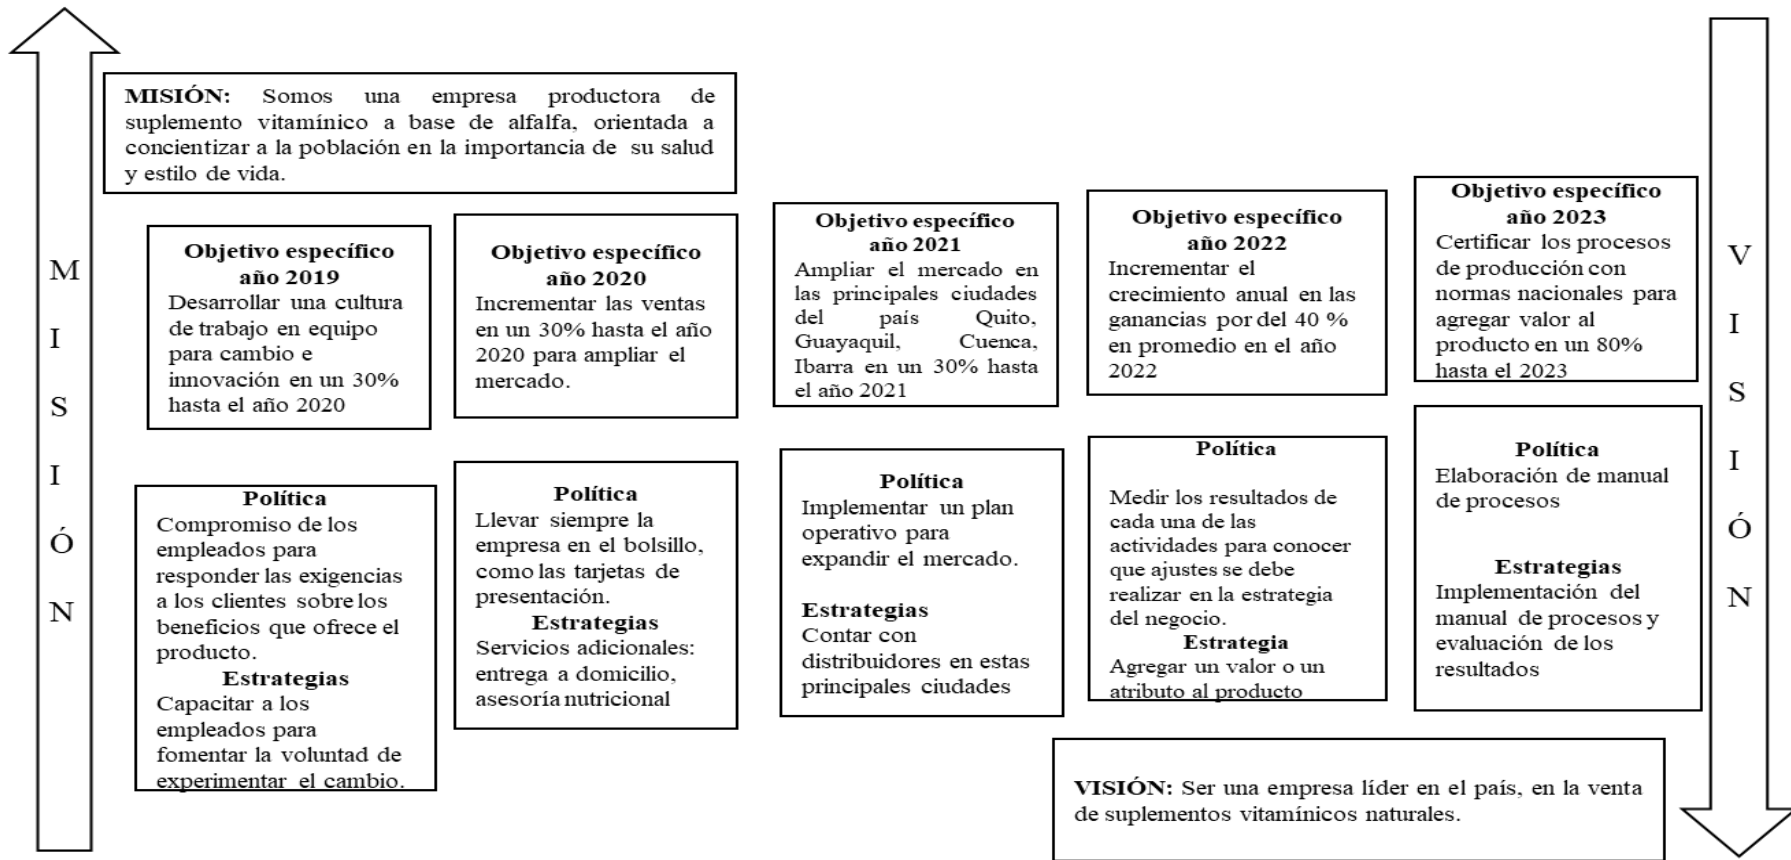 MISIÓN: Somos una empresa productora de
suplemento vitamínico a base de alfalfa, orientada a
concientizar a la población en la importancia de su salud
y estilo de vida.
M
I
S
I
Ó
N
Objetivo específico
año 2019
Desarrollar una cultura
de trabajo en equipo
para cambio e
innovación en un 30%
hasta el año 2020
Objetivo específico
año 2020
Incrementar las ventas
en un 30% hasta el año
2020 para ampliar el
mercado.
Objetivo específico
año 2021
Ampliar el mercado en
las principales ciudades
del país Quito,
Guayaquil, Cuenca,
Ibarra en un 30% hasta
el año 2021
Objetivo específico
año 2022
Incrementar el
crecimiento anual en las
ganancias por del 40 %
en promedio en el año
2022
Objetivo específico
año 2023
Certificar los procesos
de producción con
normas nacionales para
agregar valor al
producto en un 80%
hasta el 2023
V
I
S
I
Ó
N
Política
Compromiso de los
empleados para
responder las exigencias
a los clientes sobre los
beneficios que ofrece el
producto.
Estrategias
Capacitar a los
empleados para
fomentar la voluntad de
experimentar el cambio.
Política
Llevar siempre la
empresa en el bolsillo,
como las tarjetas de
presentación.
Estrategias
Servicios adicionales:
entrega a domicilio,
asesoría nutricional
Política
Implementar un plan
operativo para
expandir el mercado.
Estrategias
Contar con
distribuidores en estas
principales ciudades
Política
Medir los resultados de
cada una de las
actividades para conocer
que ajustes se debe
realizar en la estrategia
del negocio.
Estrategia
Agregar un valor o un
atributo al producto
Política
Elaboración de manual
de procesos
Estrategias
Implementación del
manual de procesos y
evaluación de los
resultados
VISIÓN: Ser una empresa líder en el país, en la venta
de suplementos vitamínicos naturales.